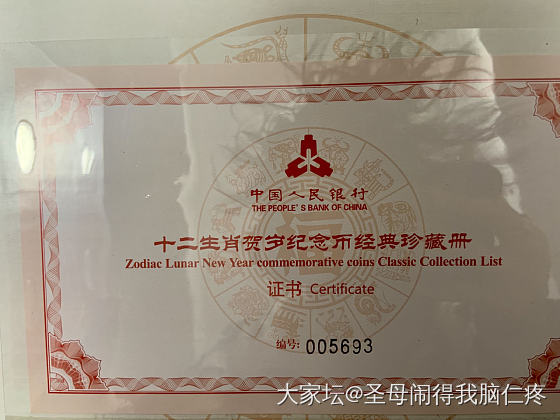 中国人民银行
THE PEOPLE'S BANK OF CHINA
十二生肖贺岁纪念币经典珍藏册
Zodiac Lunar New Year commemorative coins Classic Collection List
证书 Certificate
编号: 005693
大家坛@圣母闹得我脑仁疼